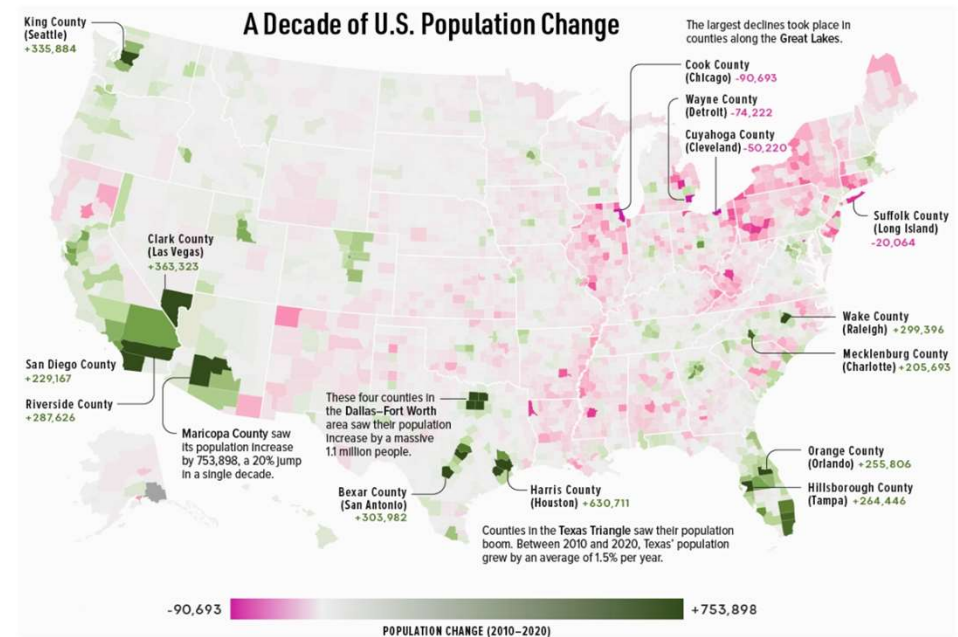 A Decade of U.S. Population Change
King County
(Seattle)
+335,884
The largest declines took place in
counties along the Great Lakes.
Cook County
(Chicago) -90,693
Wayne County
(Detroit) -74,222
Cuyahoga County
(Cleveland) -50,220
Suffolk County
(Long Island)
-20,064
Clark County
(Las Vegas)
+363,323
Wake County
(Raleigh) +299,396
Mecklenburg County
(Charlotte) +205,693
San Diego County
+229,167
Riverside County
+287,626
Maricopa County saw
its population increase
by 753,898, a 20% jump
in a single decade.
These four counties in
the Dallas–Fort Worth
area saw their population
increase by a massive
1.1 million people.
Bexar County
(San Antonio)
+303,982
Harris County
(Houston) +630,711
Orange County
(Orlando) +255,806
Hillsborough County
(Tampa) +264,446
Counties in the Texas Triangle saw their population
boom. Between 2010 and 2020, Texas' population
grew by an average of 1.5% per year.
-90,693
+753,898
POPULATION CHANGE (2010–2020)